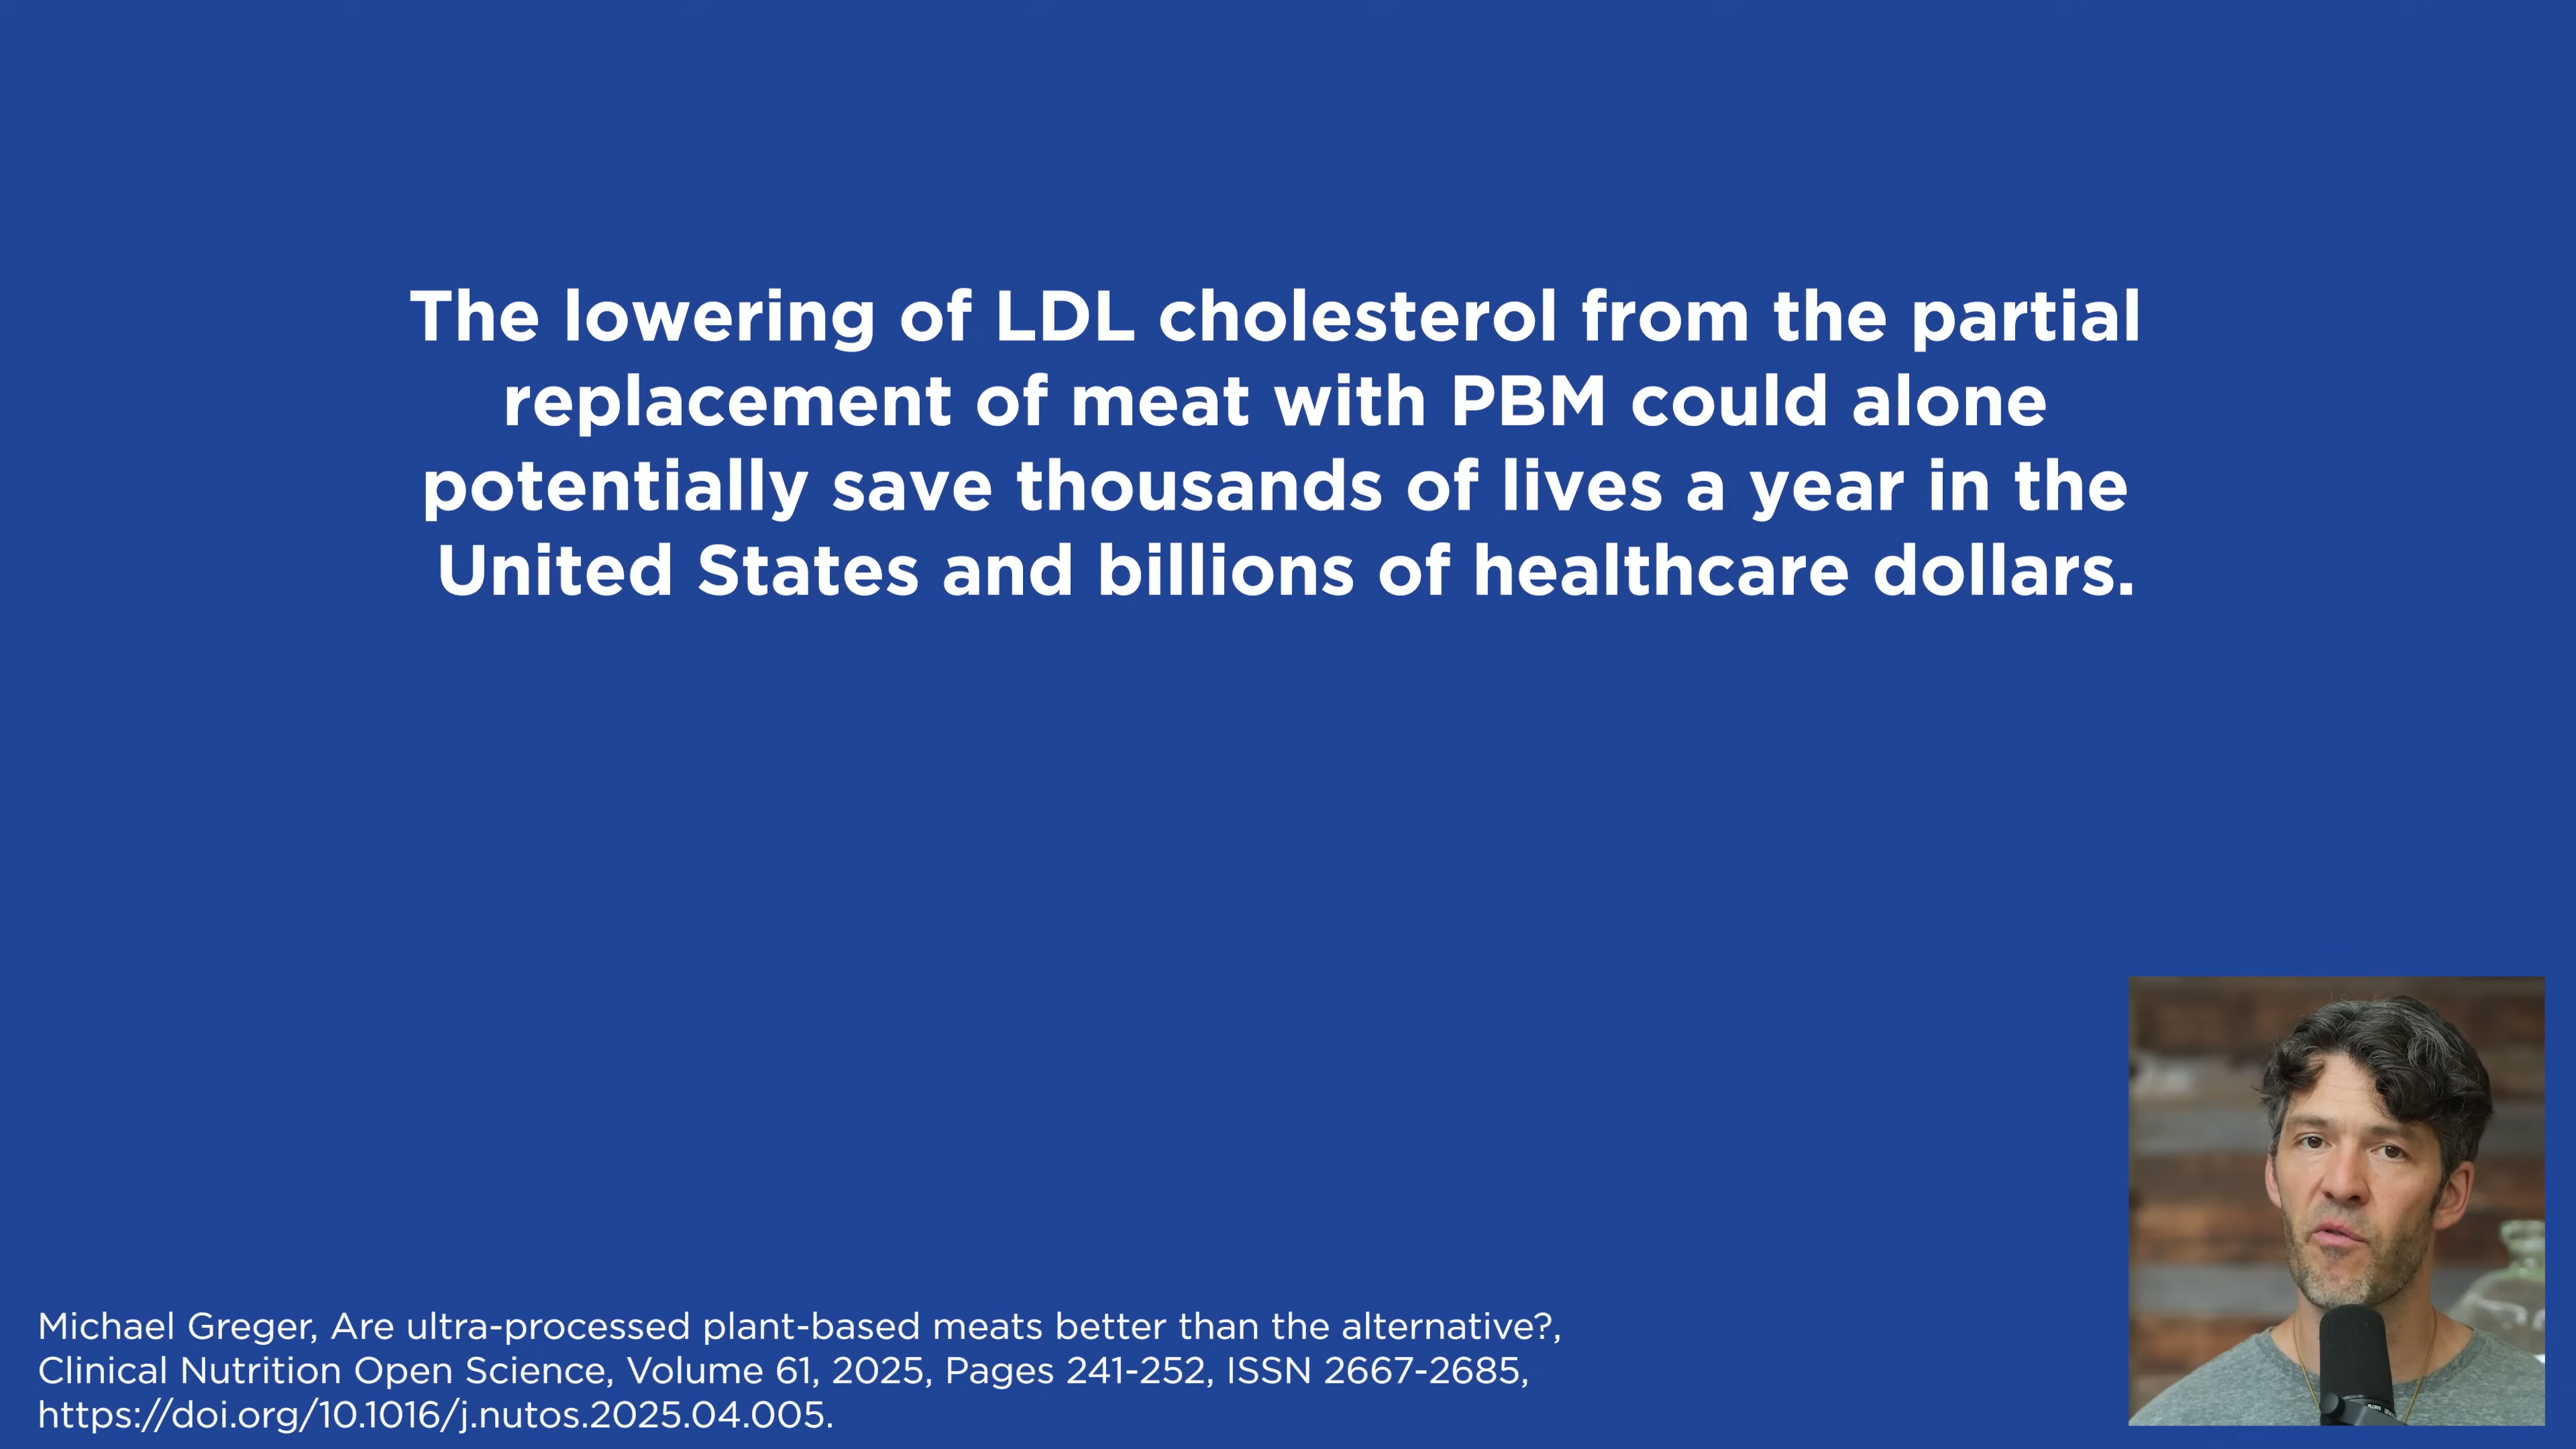 The lowering of LDL cholesterol from the partial
replacement of meat with PBM could alone
potentially save thousands of lives a year in the
United States and billions of healthcare dollars.
Michael Greger, Are ultra-processed plant-based meats better than the alternative?,
Clinical Nutrition Open Science, Volume 61, 2025, Pages 241-252, ISSN 2667-2685,
https://doi.org/10.1016/j.nutos.2025.04.005.